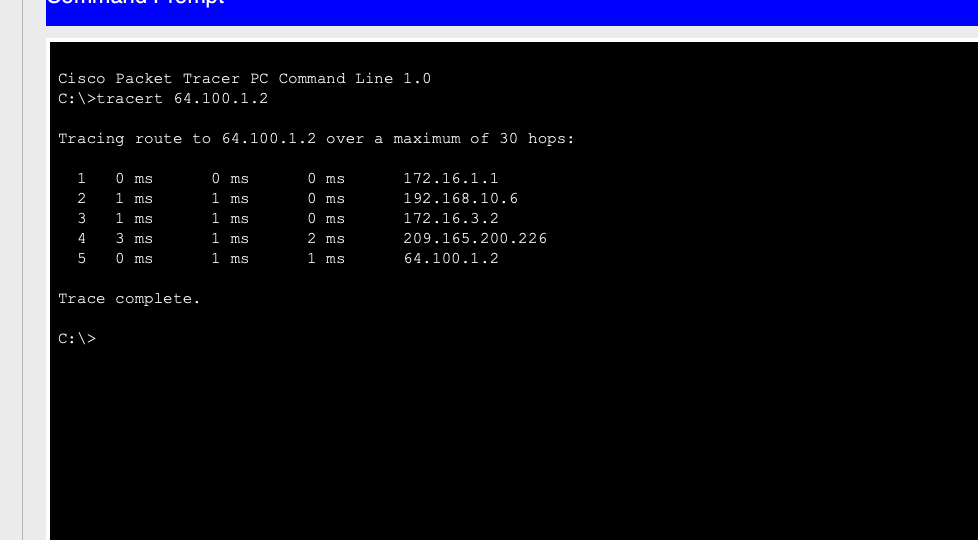 Command Prompt
Cisco Packet Tracer PC Command Line 1.0
C:\>tracert 64.100.1.2
Tracing route to 64.100.1.2 over a maximum of 30 hops:
1 0 ms 0 ms 0 ms 172.16.1.1
2 1 ms 1 ms 0 ms 192.168.10.6
3 1 ms 1 ms 0 ms 172.16.3.2
4 3 ms 1 ms 2 ms 209.165.200.226
5 0 ms 1 ms 1 ms 64.100.1.2
Trace complete.
C:\>